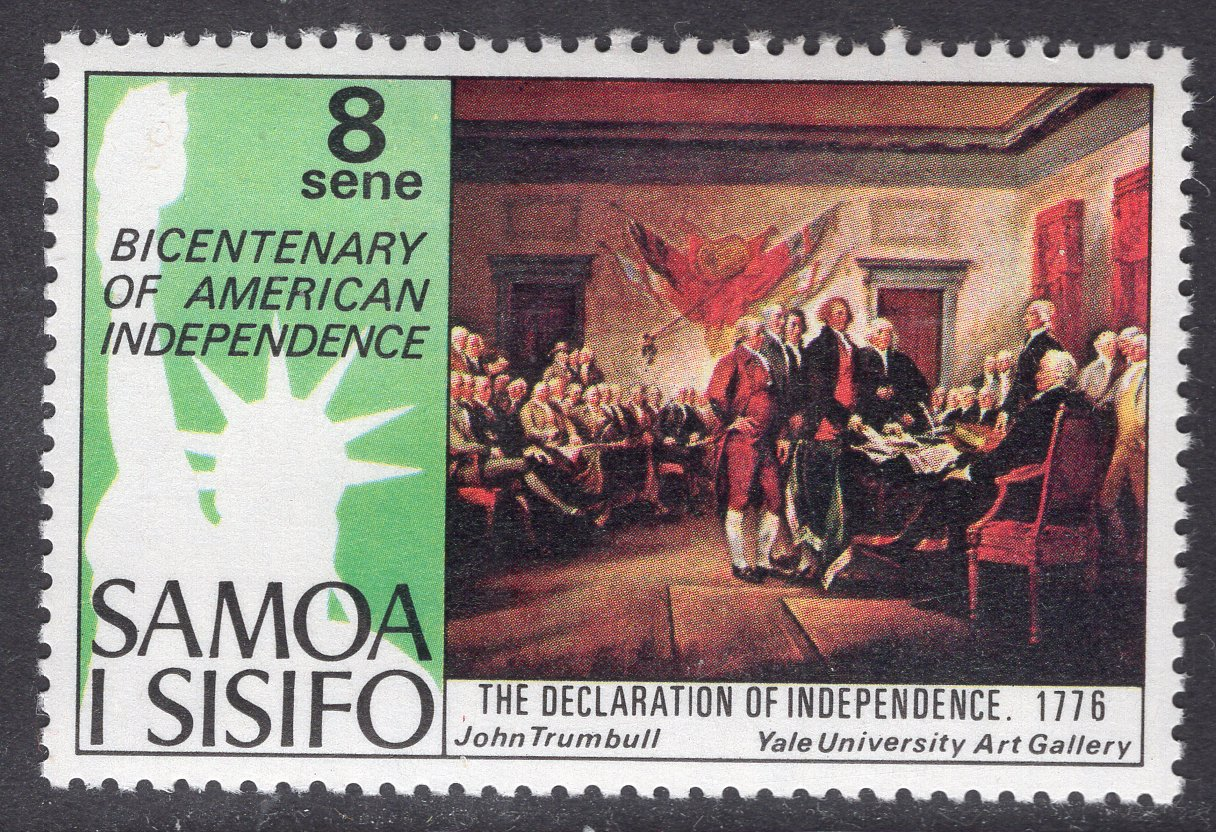 8
sene
BICENTENARY
OF AMERICAN
INDEPENDENCE
SAMOA
I SISIFO
THE DECLARATION OF INDEPENDENCE. 1776
John Trumbull Yale University Art Gallery